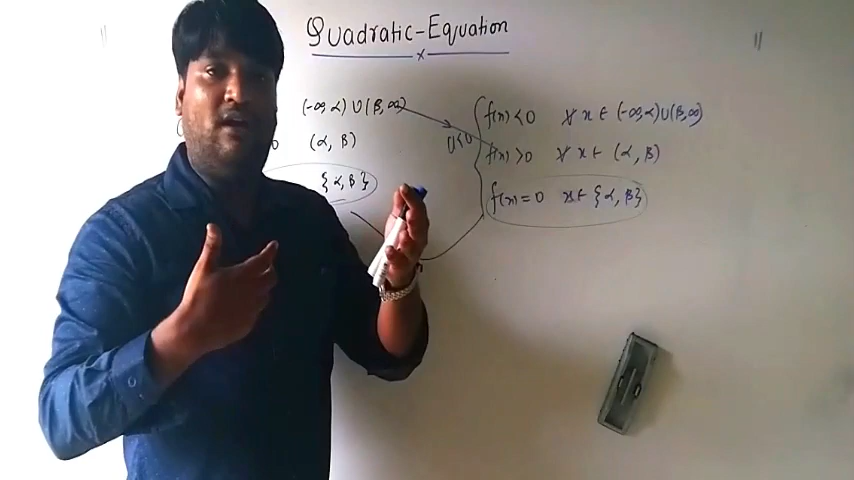 Quadratic-Equation
x
(-∞, α) ∪ (β, ∞)
0 (α, β)
{α, β}
f(x) < 0 ∀ x ∈ (-∞, α) ∪ (β, ∞)
f(x) > 0 ∀ x ∈ (α, β)
f(x) = 0 x ∈ {α, β}